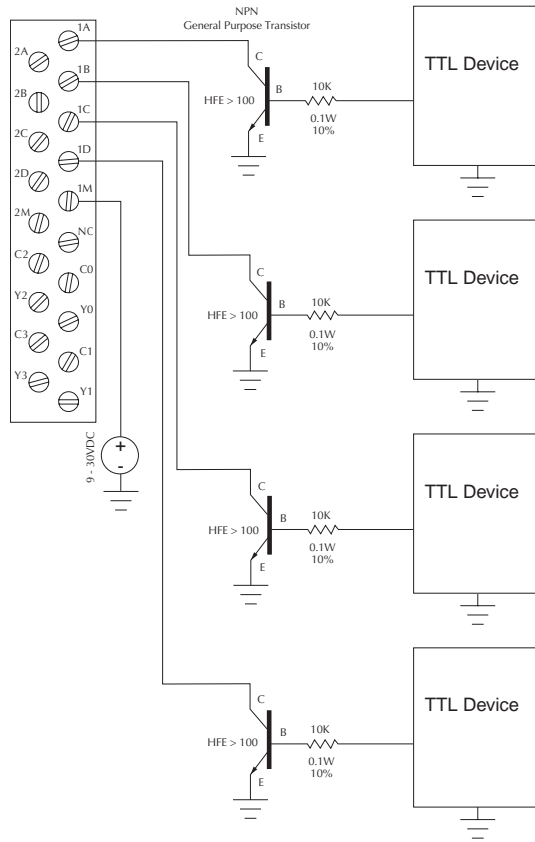 NPN
General Purpose Transistor
1A
2A
1B
2B
1C
2C
1D
2D
1M
2M
NC
C2
C0
Y2
Y0
C3
C1
Y3
Y1
9 - 30VDC
+
-
C
B
E
HFE > 100
10K
0.1W
10%
TTL Device
C
B
E
HFE > 100
10K
0.1W
10%
TTL Device
C
B
E
HFE > 100
10K
0.1W
10%
TTL Device
C
B
E
HFE > 100
10K
0.1W
10%
TTL Device